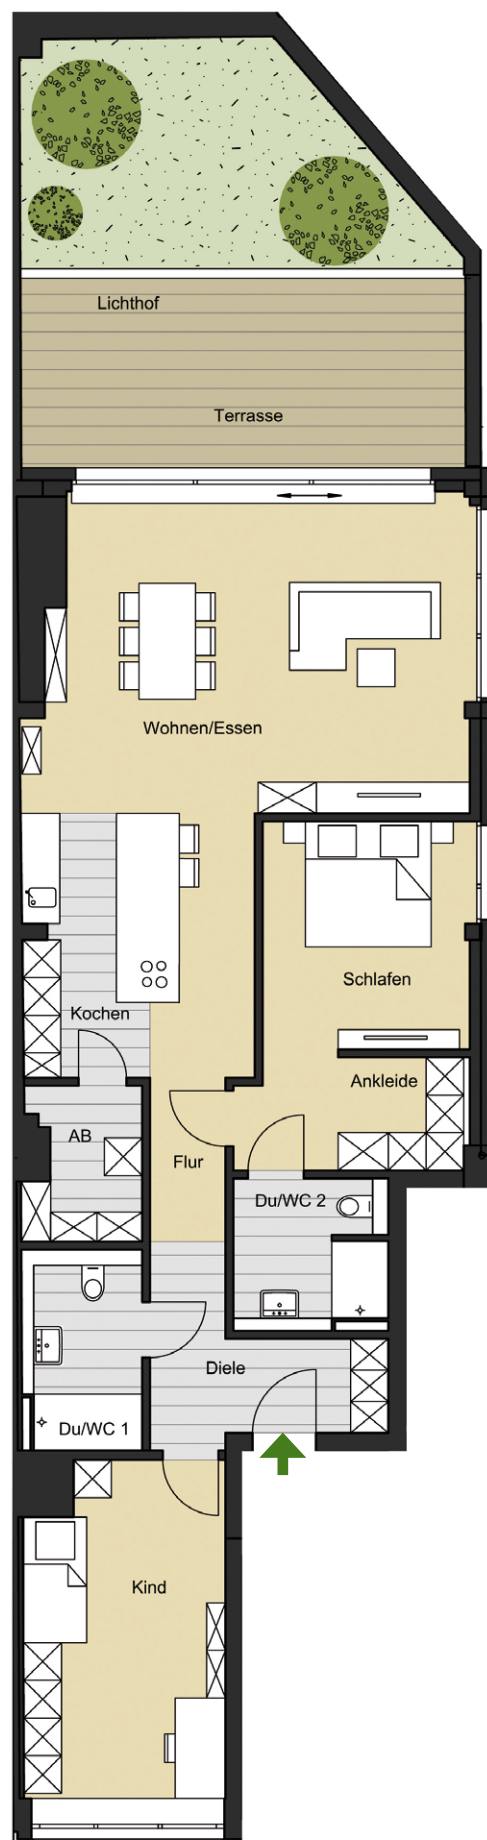 Lichthof
Terrasse
Wohnen/Essen
Schlafen
Kochen
Ankleide
AB
Flur
Du/WC 2
Diele
Du/WC 1
Kind